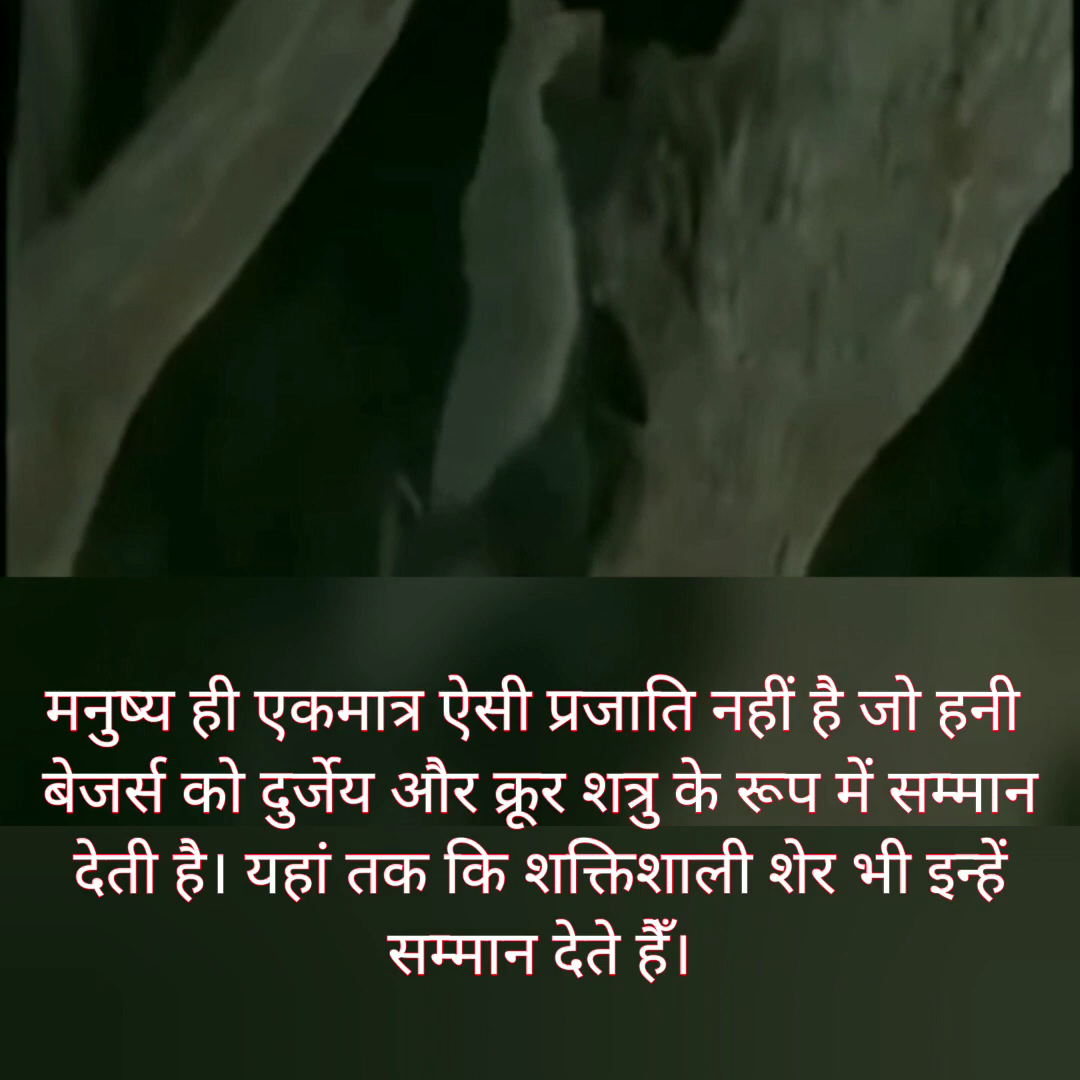 मनुष्य ही एकमात्र ऐसी प्रजाति नहीं है जो हनी
बेजर्स को दुर्जेय और क्रूर शत्रु के रूप में सम्मान
देती है। यहां तक कि शक्तिशाली शेर भी इन्हें
सम्मान देते हैँ।